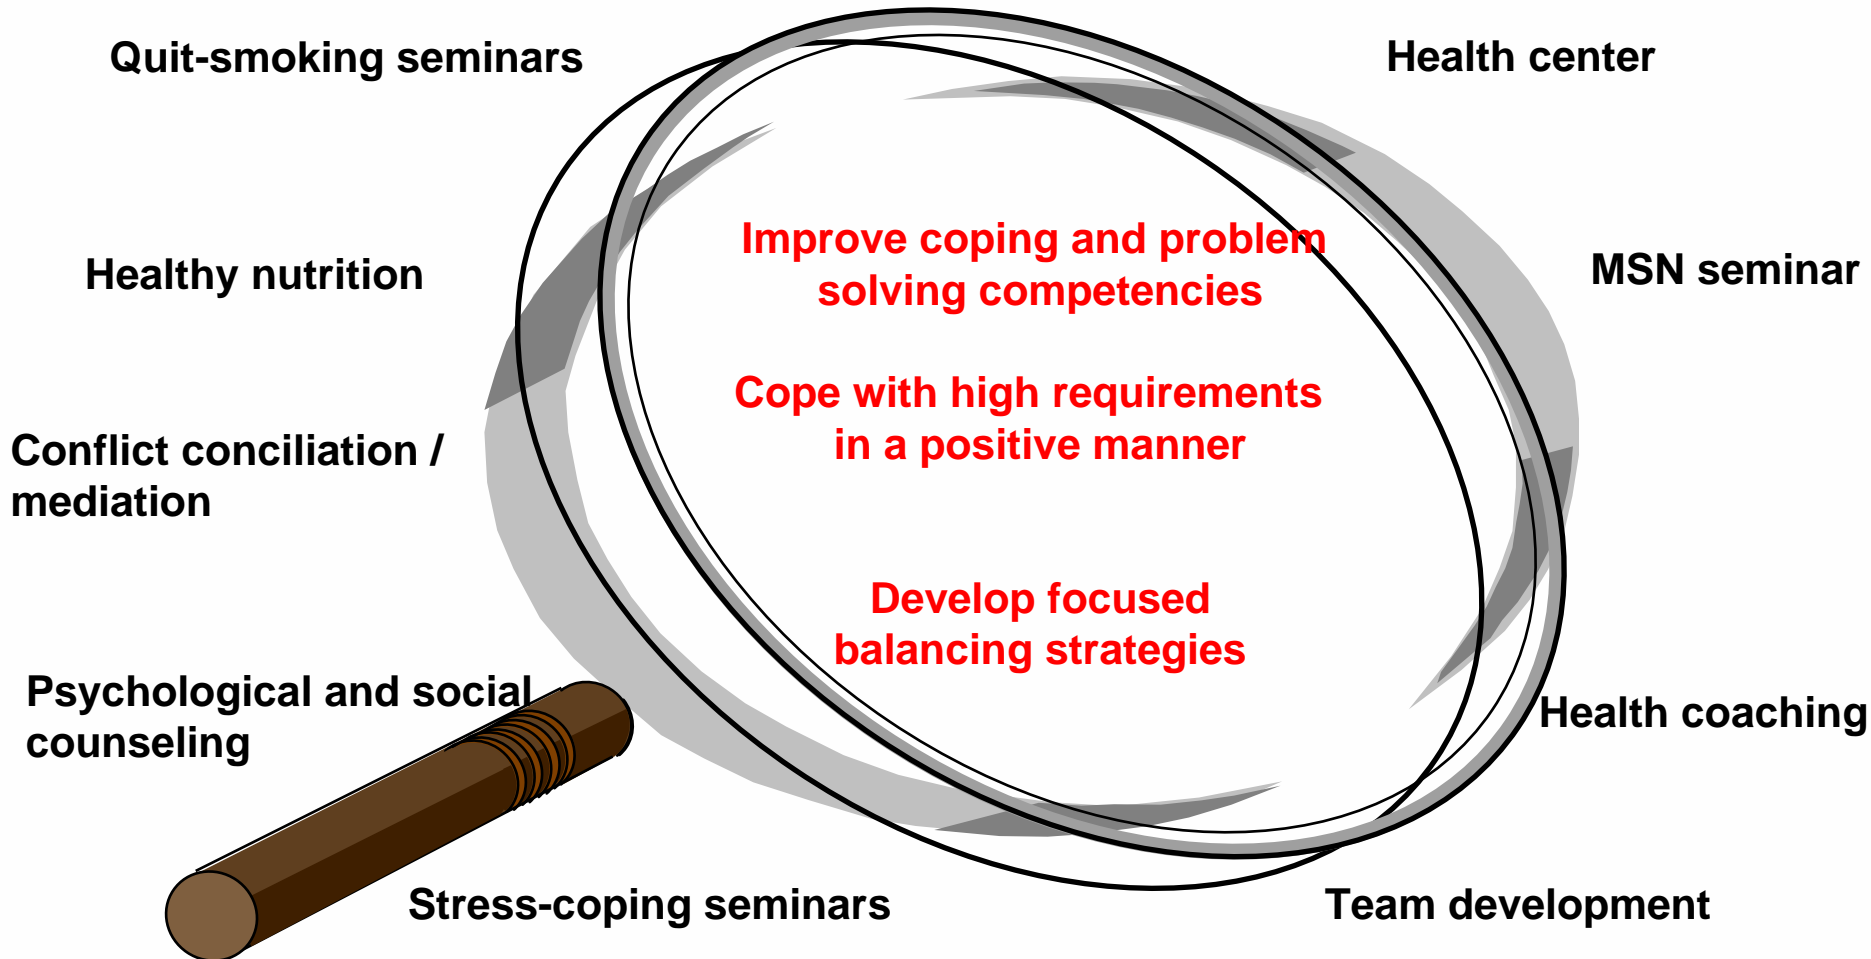 Quit-smoking seminars
Health center
Improve coping and problem
solving competencies
Healthy nutrition
MSN seminar
Cope with high requirements
in a positive manner
Conflict conciliation /
mediation
Develop focused
balancing strategies
Psychological and social
counseling
Health coaching
Stress-coping seminars
Team development